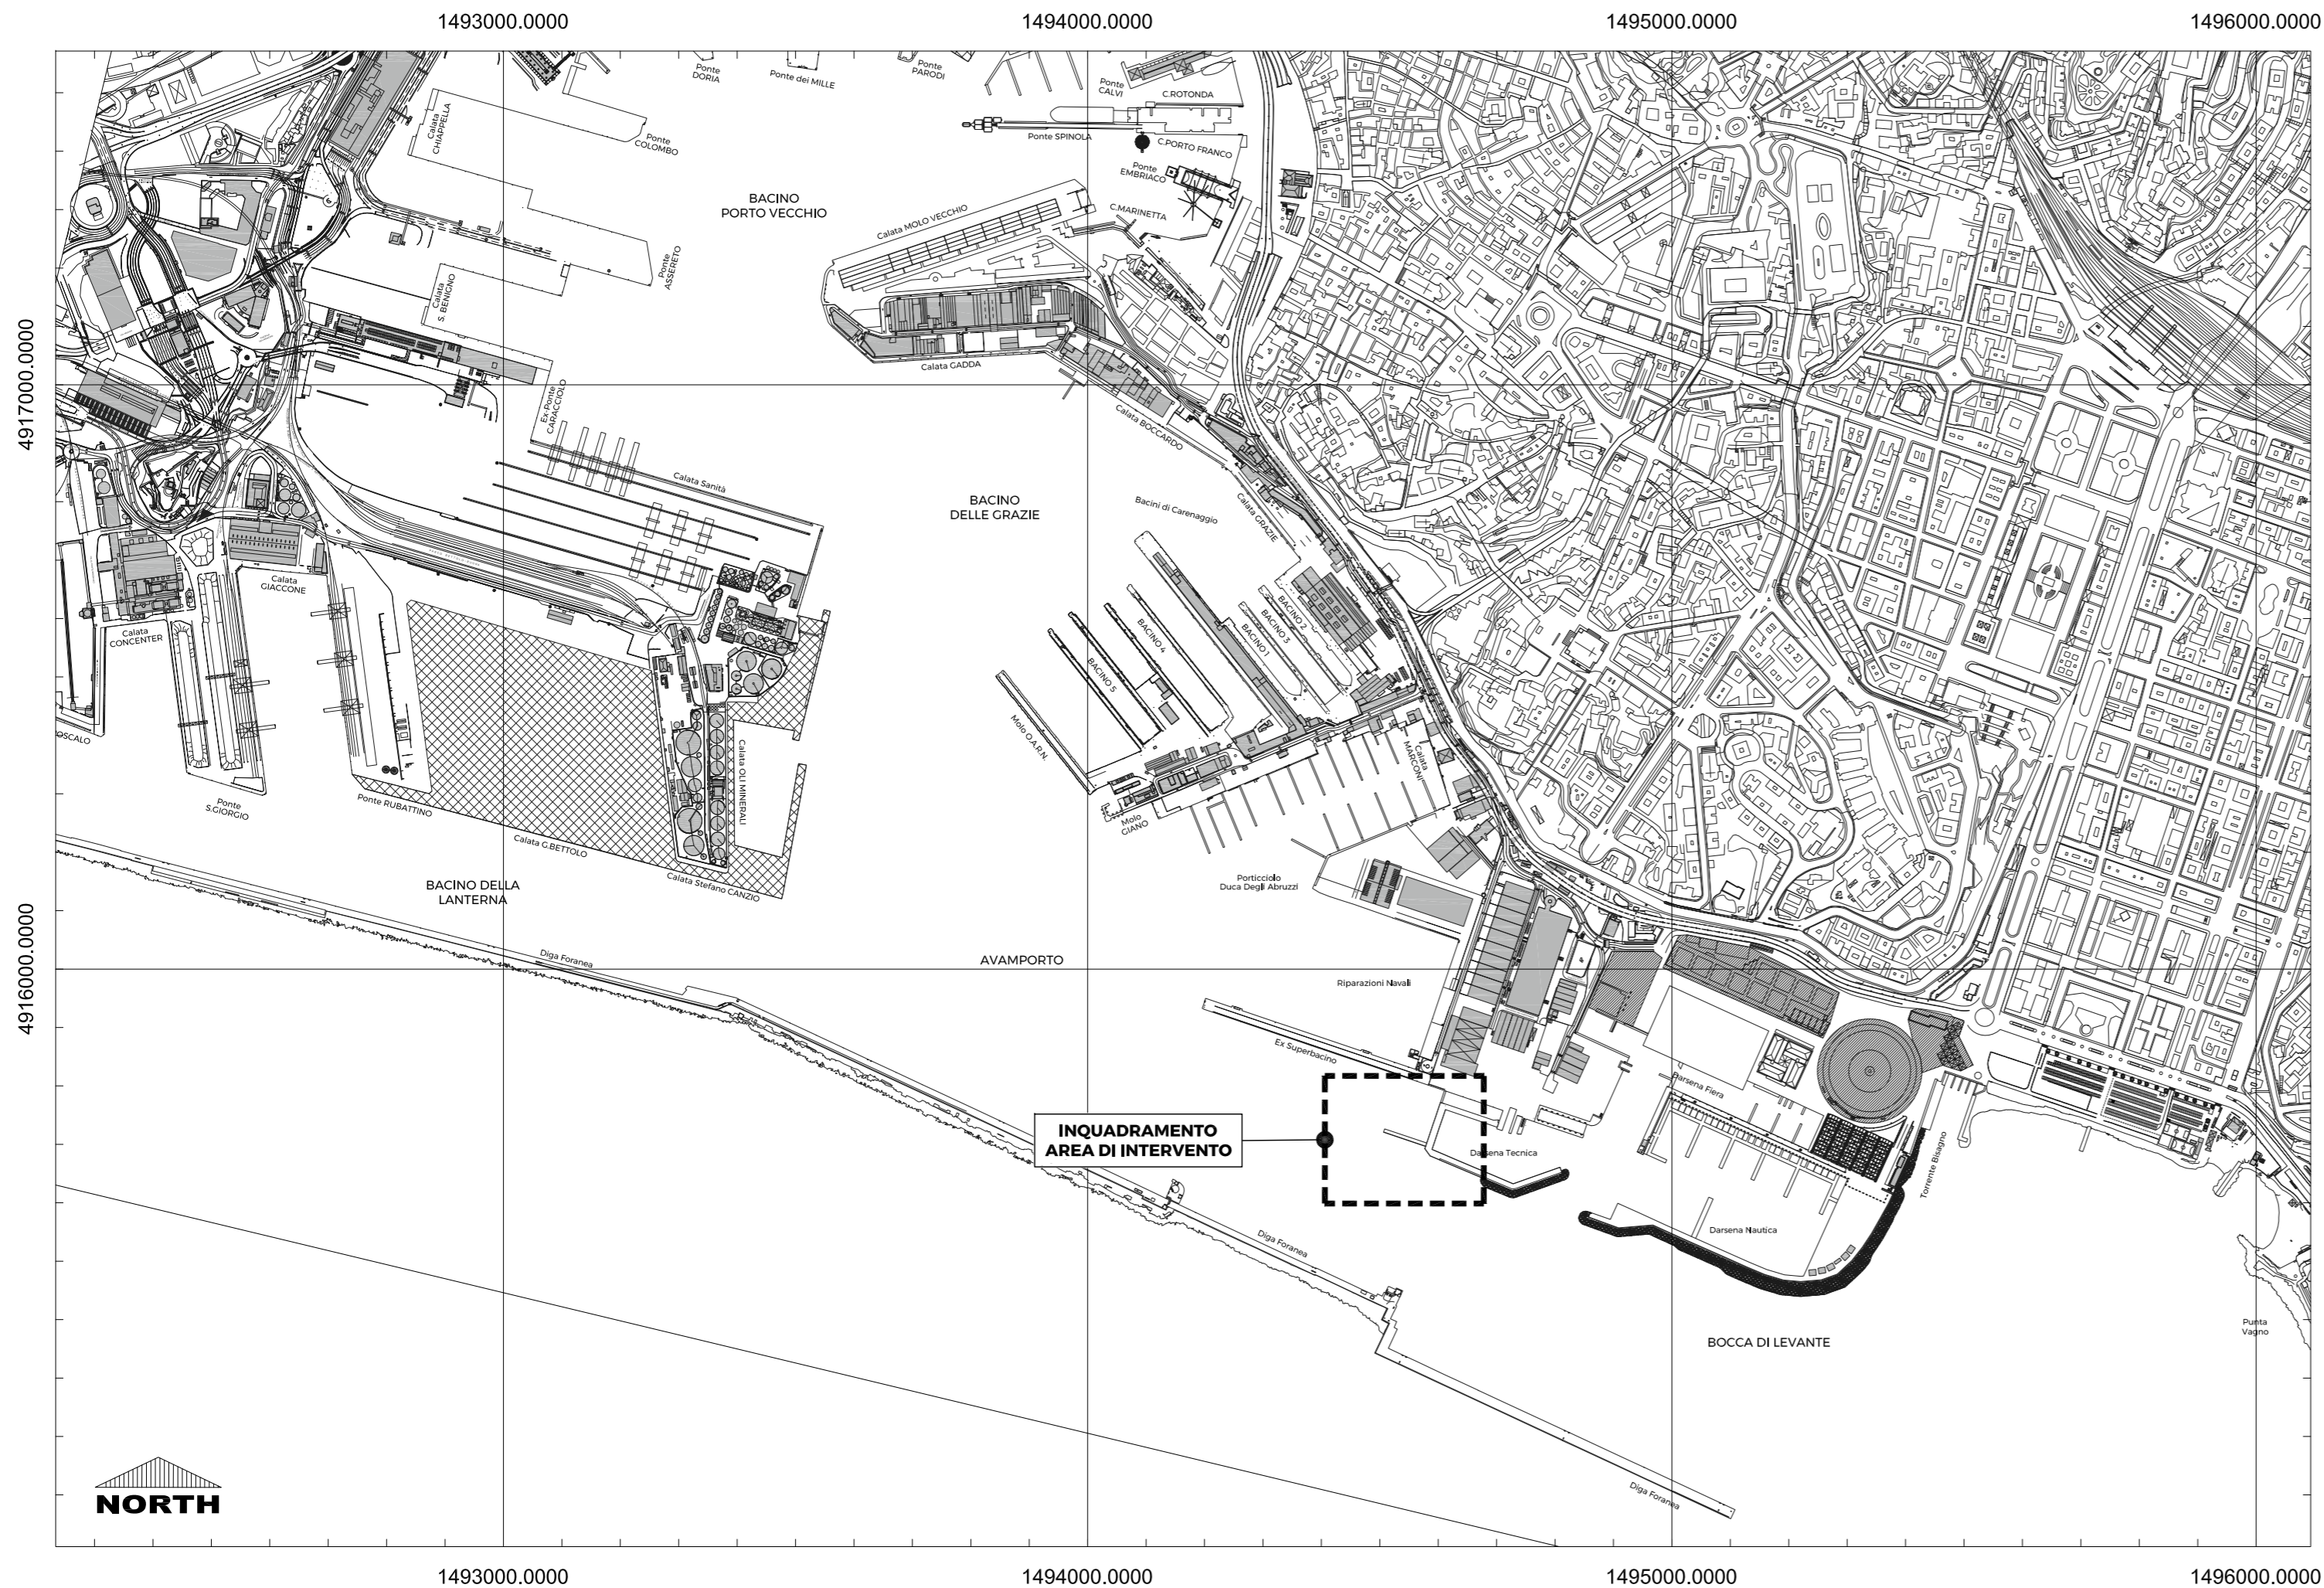 1493000.0000
1494000.0000
1495000.0000
1496000.0000
Ponte
DORIA
Ponte dei MILLE
Ponte
PARODI
Ponte
CALVI
C.ROTONDA
Calata
CHIAPPELLA
Ponte
COLOMBO
Ponte SPINOLA
C.PORTO FRANCO
Ponte
EMBRIACO
BACINO
PORTO VECCHIO
C.MARINETTA
Calata MOLO VECCHIO
Ponte
ASSERETO
Calata
S. BENIGNO
4917000.0000
Calata GADDA
Ex-Ponte
CARACCIOLO
Calata BOCCARDO
Calata Sanità
BACINO
DELLE GRAZIE
Bacini di Carenaggio
Calata GRAZIE
Calata
GIACCONE
Calata
CONCENTER
BACINO 2
BACINO 3
BACINO 1
BACINO 4
BACINO 5
Molo O.A.R.N.
OSCALO
Calata OLI MINERALI
Calata
MARCONI
Ponte
S.GIORGIO
Ponte RUBATTINO
Molo
GIANO
Calata G.BETTOLO
Calata Stefano CANZIO
BACINO DELLA
LANTERNA
Porticciolo
Duca Degli Abruzzi
4916000.0000
Diga Foranea
AVAMPORTO
Riparazioni Navali
Ex Superbacino
Darsena Fiera
INQUADRAMENTO
AREA DI INTERVENTO
Darsena Tecnica
Torrente Bisagno
Darsena Nautica
Diga Foranea
Punta
Vagno
BOCCA DI LEVANTE
Diga Foranea
NORTH
1493000.0000
1494000.0000
1495000.0000
1496000.0000